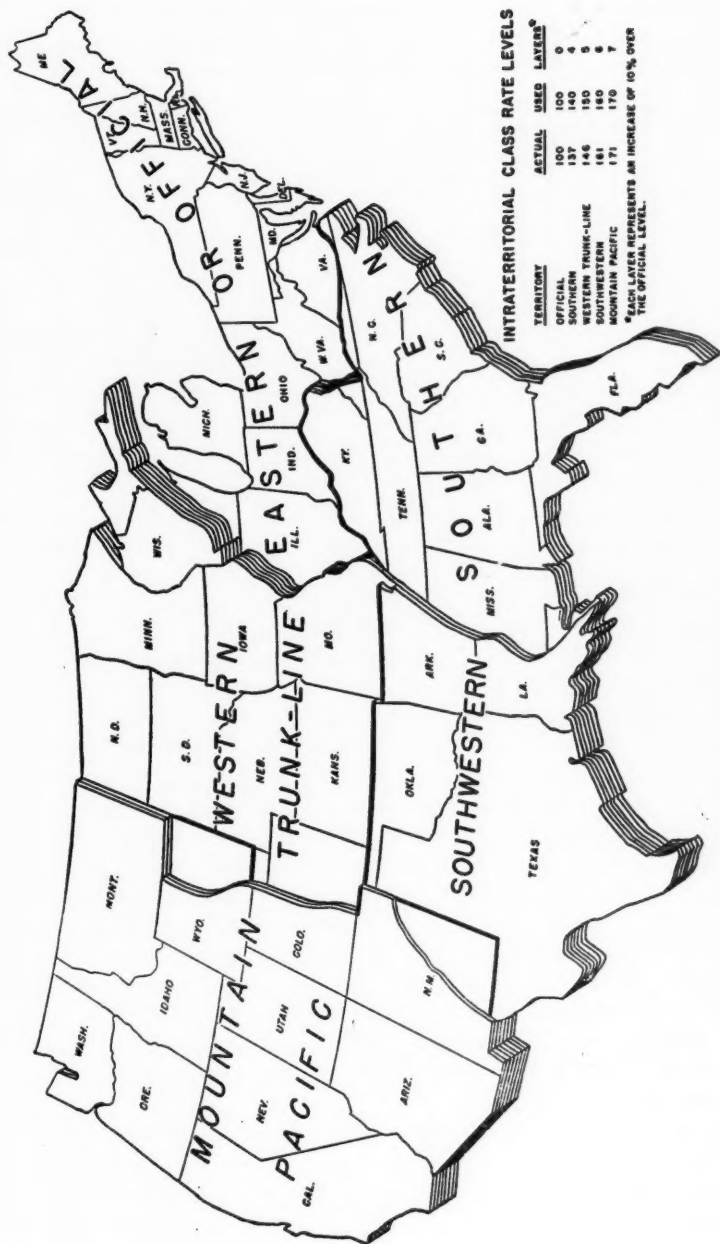 WASH.
MONT.
N.D.
MINN.
ME
ORE.
IDAHO
S.D.
WIS.
MICH.
N.Y.
VT.
N.H.
MASS.
CONN.
WYO.
NEB.
IOWA
ILL.
IND.
OHIO
PENN.
N.J.
DEL.
MD.
NEV.
UTAH
COLO.
KANS.
MO.
KY.
W.VA.
VA.
CAL.
ARIZ.
N.M.
OKLA.
ARK.
TENN.
N.C.
S.C.
TEXAS
LA.
MISS.
ALA.
GA.
FLA.
MOUNTAIN
PACIFIC
WESTERN
TRUNK-LINE
SOUTHWESTERN
EASTERN OR OFFICIAL
SOUTHERN
INTRATERRITORIAL CLASS RATE LEVELS
TERRITORY ACTUAL USED LAYERS*
OFFICIAL 100 100 0
SOUTHERN 137 140 4
WESTERN TRUNK-LINE 146 150 5
SOUTHWESTERN 161 160 6
MOUNTAIN PACIFIC 171 170 7
*EACH LAYER REPRESENTS AN INCREASE OF 10% OVER
THE OFFICIAL LEVEL.